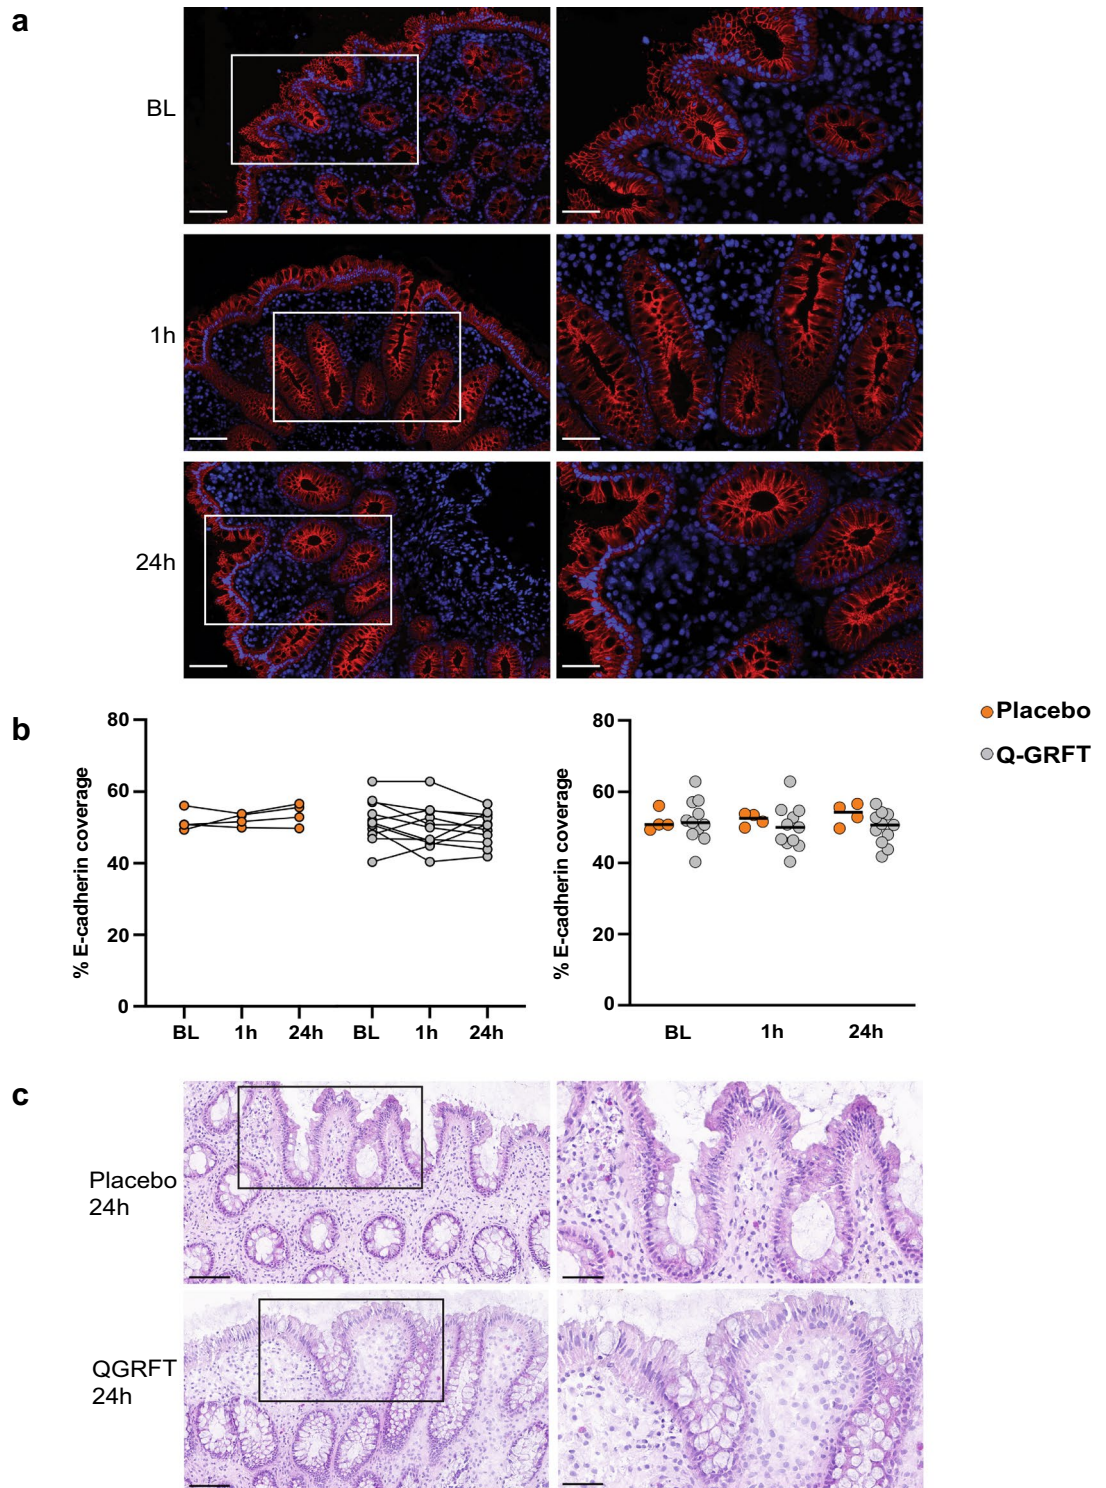 a
BL
1h
24h
b
80
60
40
20
0
% E-cadherin coverage
BL 1h 24h BL 1h 24h
80
60
40
20
0
% E-cadherin coverage
BL 1h 24h
Placebo
Q-GRFT
c
Placebo
24h
QGRFT
24h